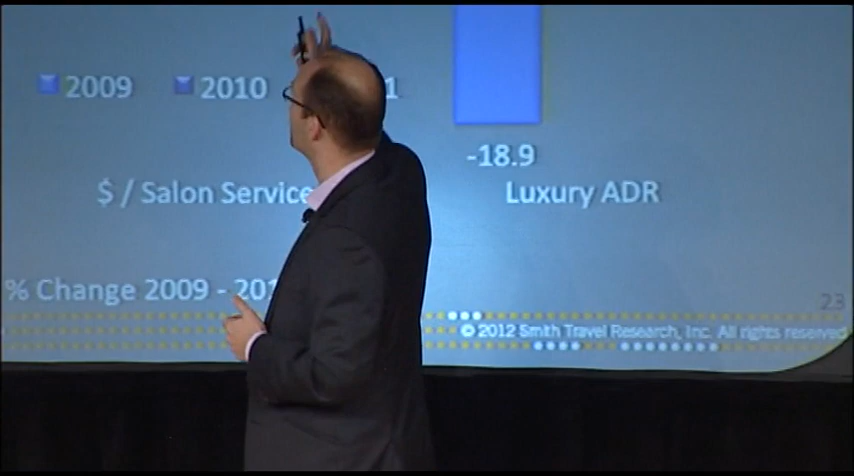 2009 2010 1
-18.9
$ / Salon Service Luxury ADR
% Change 2009 - 201
23
© 2012 Smith Travel Research, Inc. All rights reserved